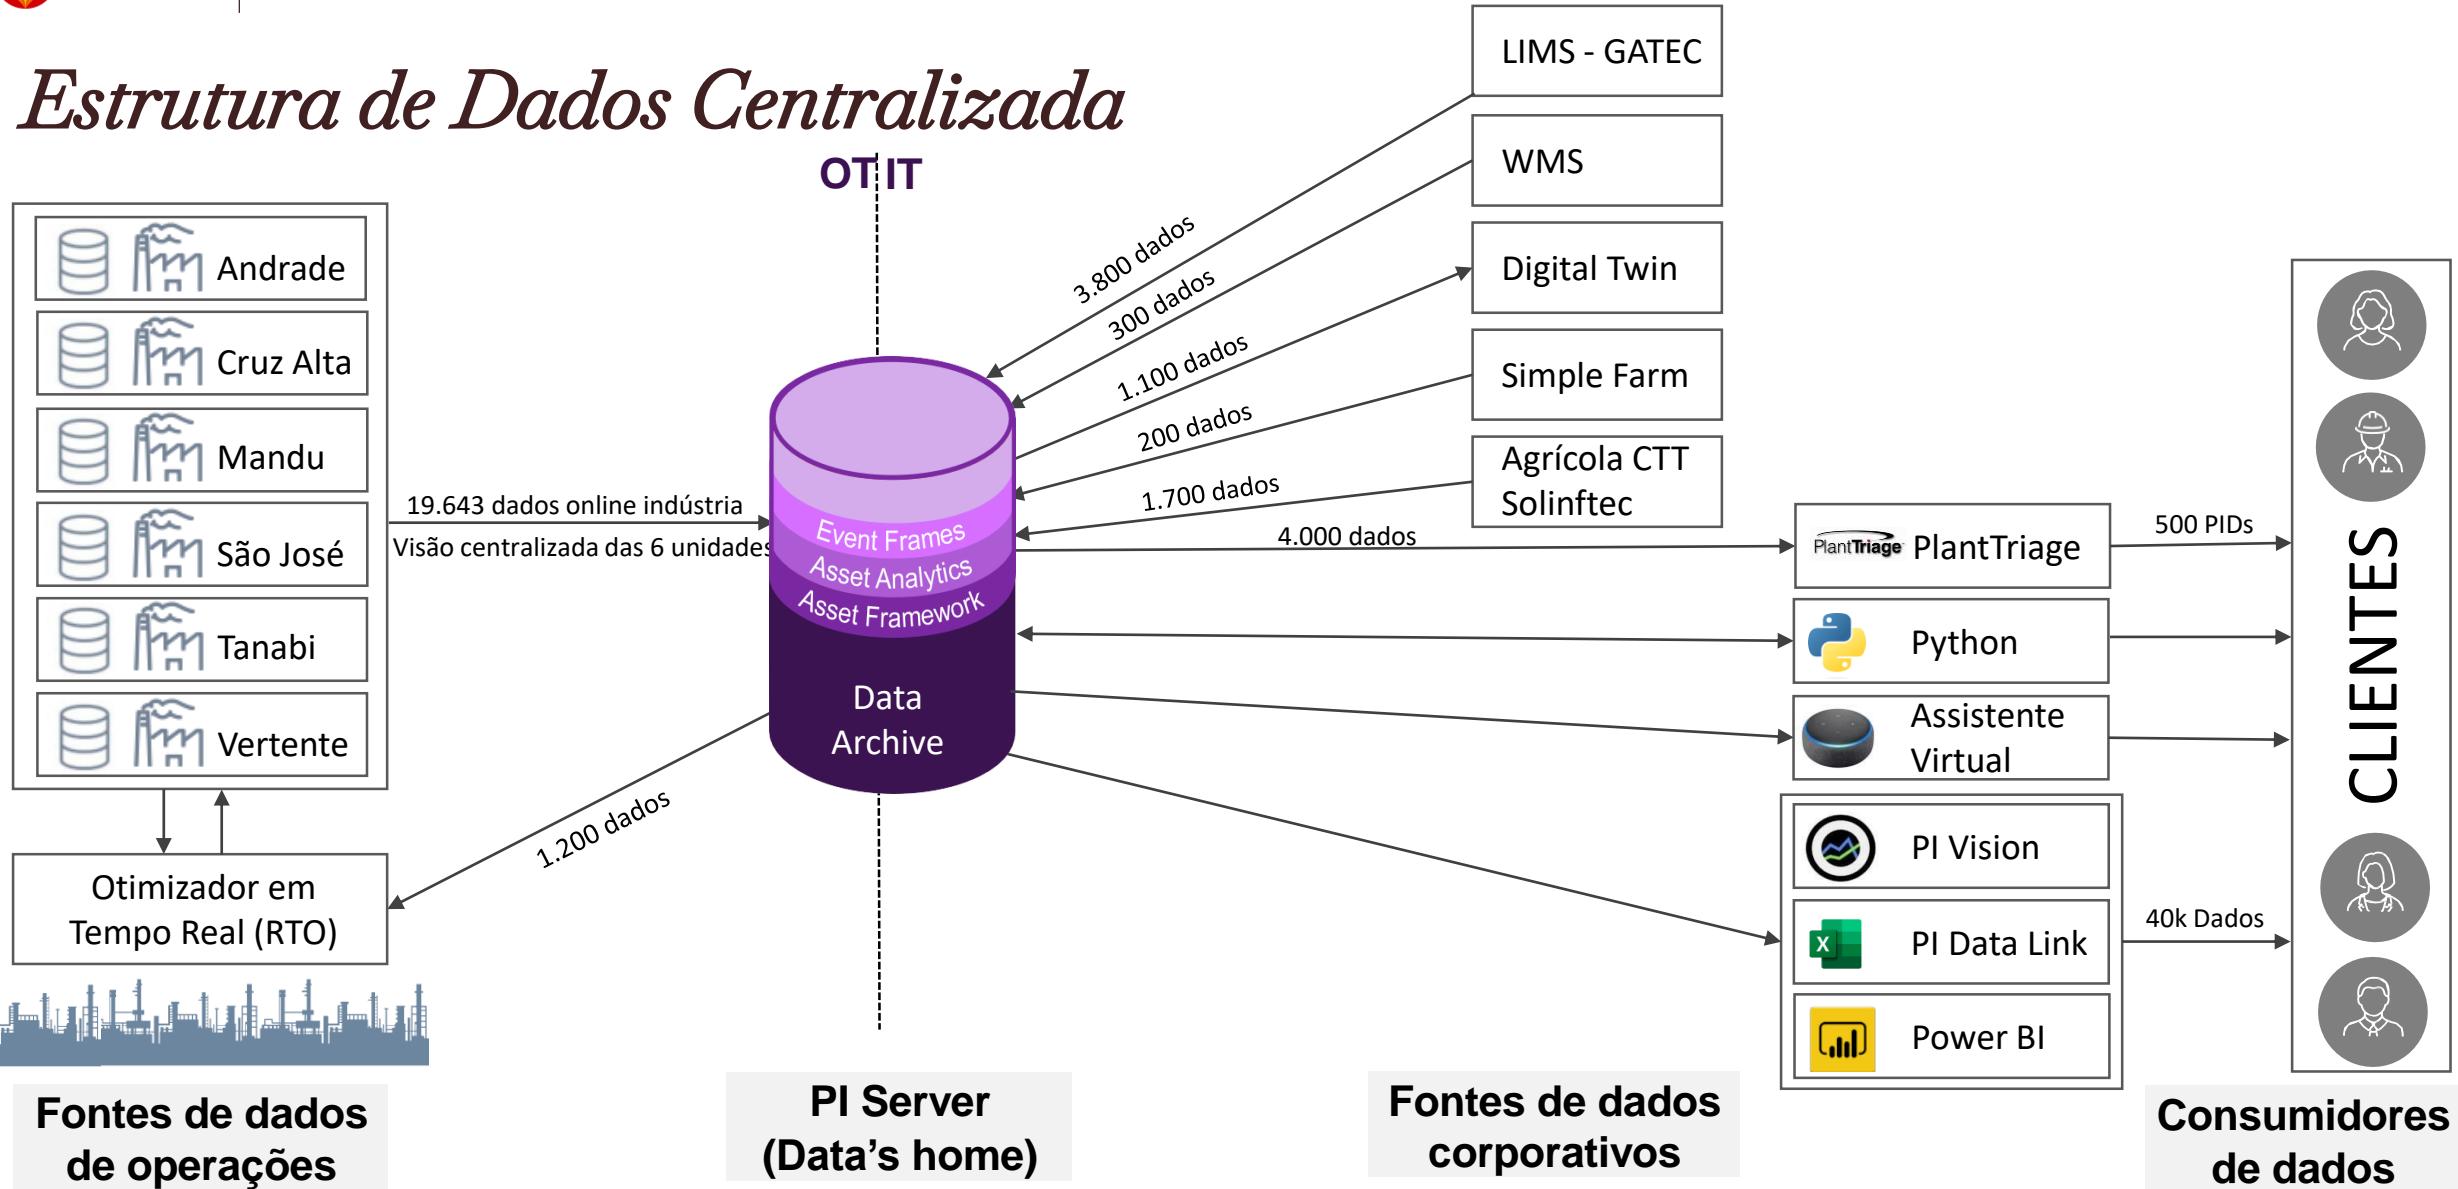 Estrutura de Dados Centralizada
OT IT
Andrade
Cruz Alta
Mandu
São José
Tanabi
Vertente
Otimizador em
Tempo Real (RTO)
19.643 dados online indústria
Visão centralizada das 6 unidades
1.200 dados
Event Frames
Asset Analytics
Asset Framework
Data
Archive
3.800 dados
300 dados
1.100 dados
200 dados
1.700 dados
4.000 dados
LIMS - GATEC
WMS
Digital Twin
Simple Farm
Agrícola CTT
Solinftec
PlantTriage PlantTriage
Python
Assistente
Virtual
PI Vision
X PI Data Link
Power BI
500 PIDs
40k Dados
CLIENTES
Fontes de dados
de operações
PI Server
(Data's home)
Fontes de dados
corporativos
Consumidores
de dados